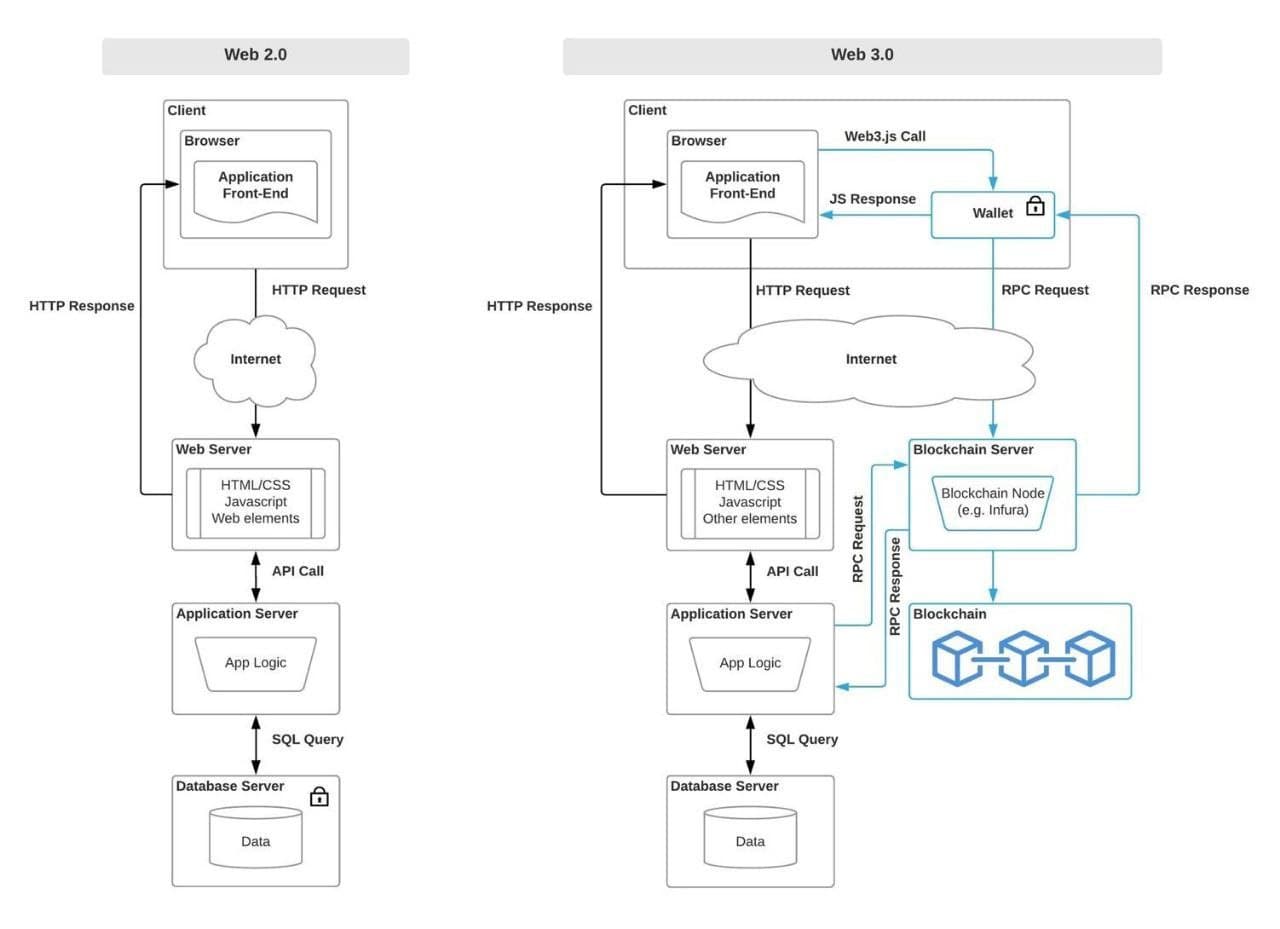 Web 2.0
Client
Browser
Application
Front-End
HTTP Response
HTTP Request
Internet
Web Server
HTML/CSS
Javascript
Web elements
API Call
Application Server
App Logic
SQL Query
Database Server
Data
Web 3.0
Client
Browser
Application
Front-End
Web3.js Call
JS Response
Wallet
HTTP Response
HTTP Request
RPC Request
RPC Response
Internet
Web Server
HTML/CSS
Javascript
Other elements
Blockchain Server
Blockchain Node
(e.g. Infura)
RPC Request
RPC Response
API Call
Application Server
App Logic
Blockchain
SQL Query
Database Server
Data